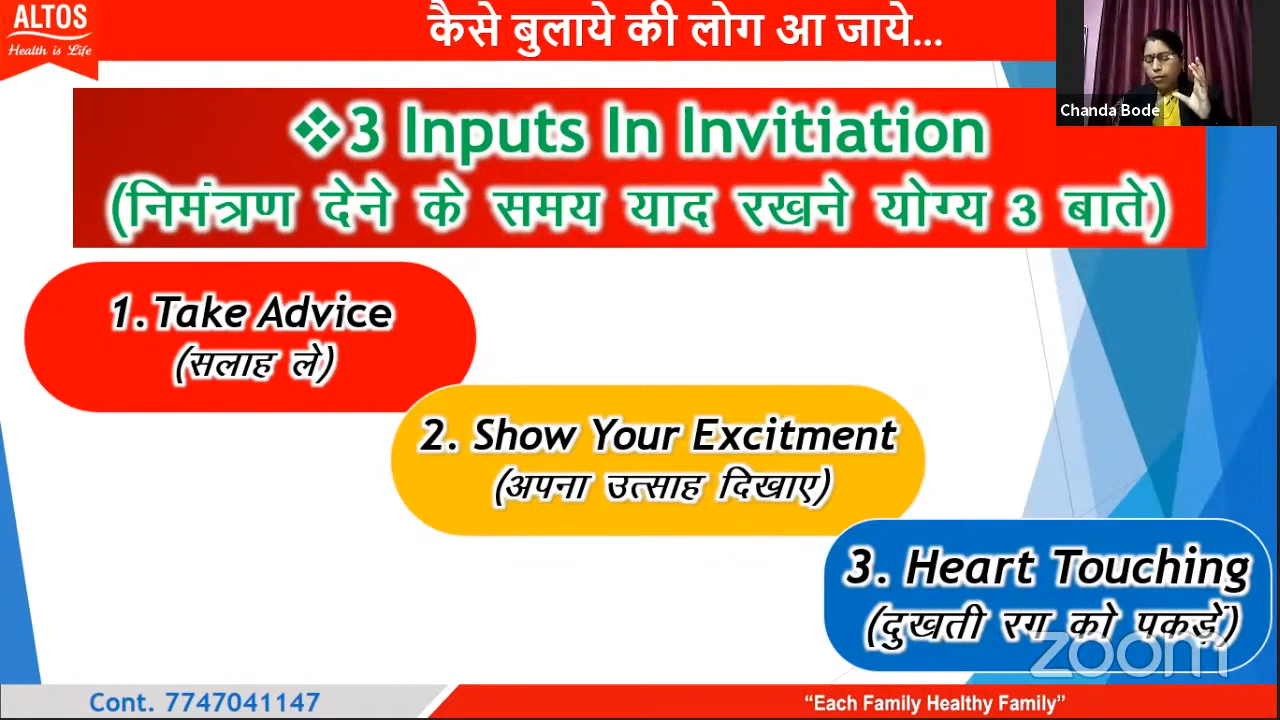 ALTOS
Health is Life
कैसे बुलाये की लोग आ जाये...
Chanda Bode
❖3 Inputs In Invitiation
(निमंत्रण देने के समय याद रखने योग्य 3 बाते)
1.Take Advice
(सलाह ले)
2. Show Your Excitment
(अपना उत्साह दिखाए)
3. Heart Touching
(दुखती रग को पकड़ें)
zoom
Cont. 7747041147
“Each Family Healthy Family”